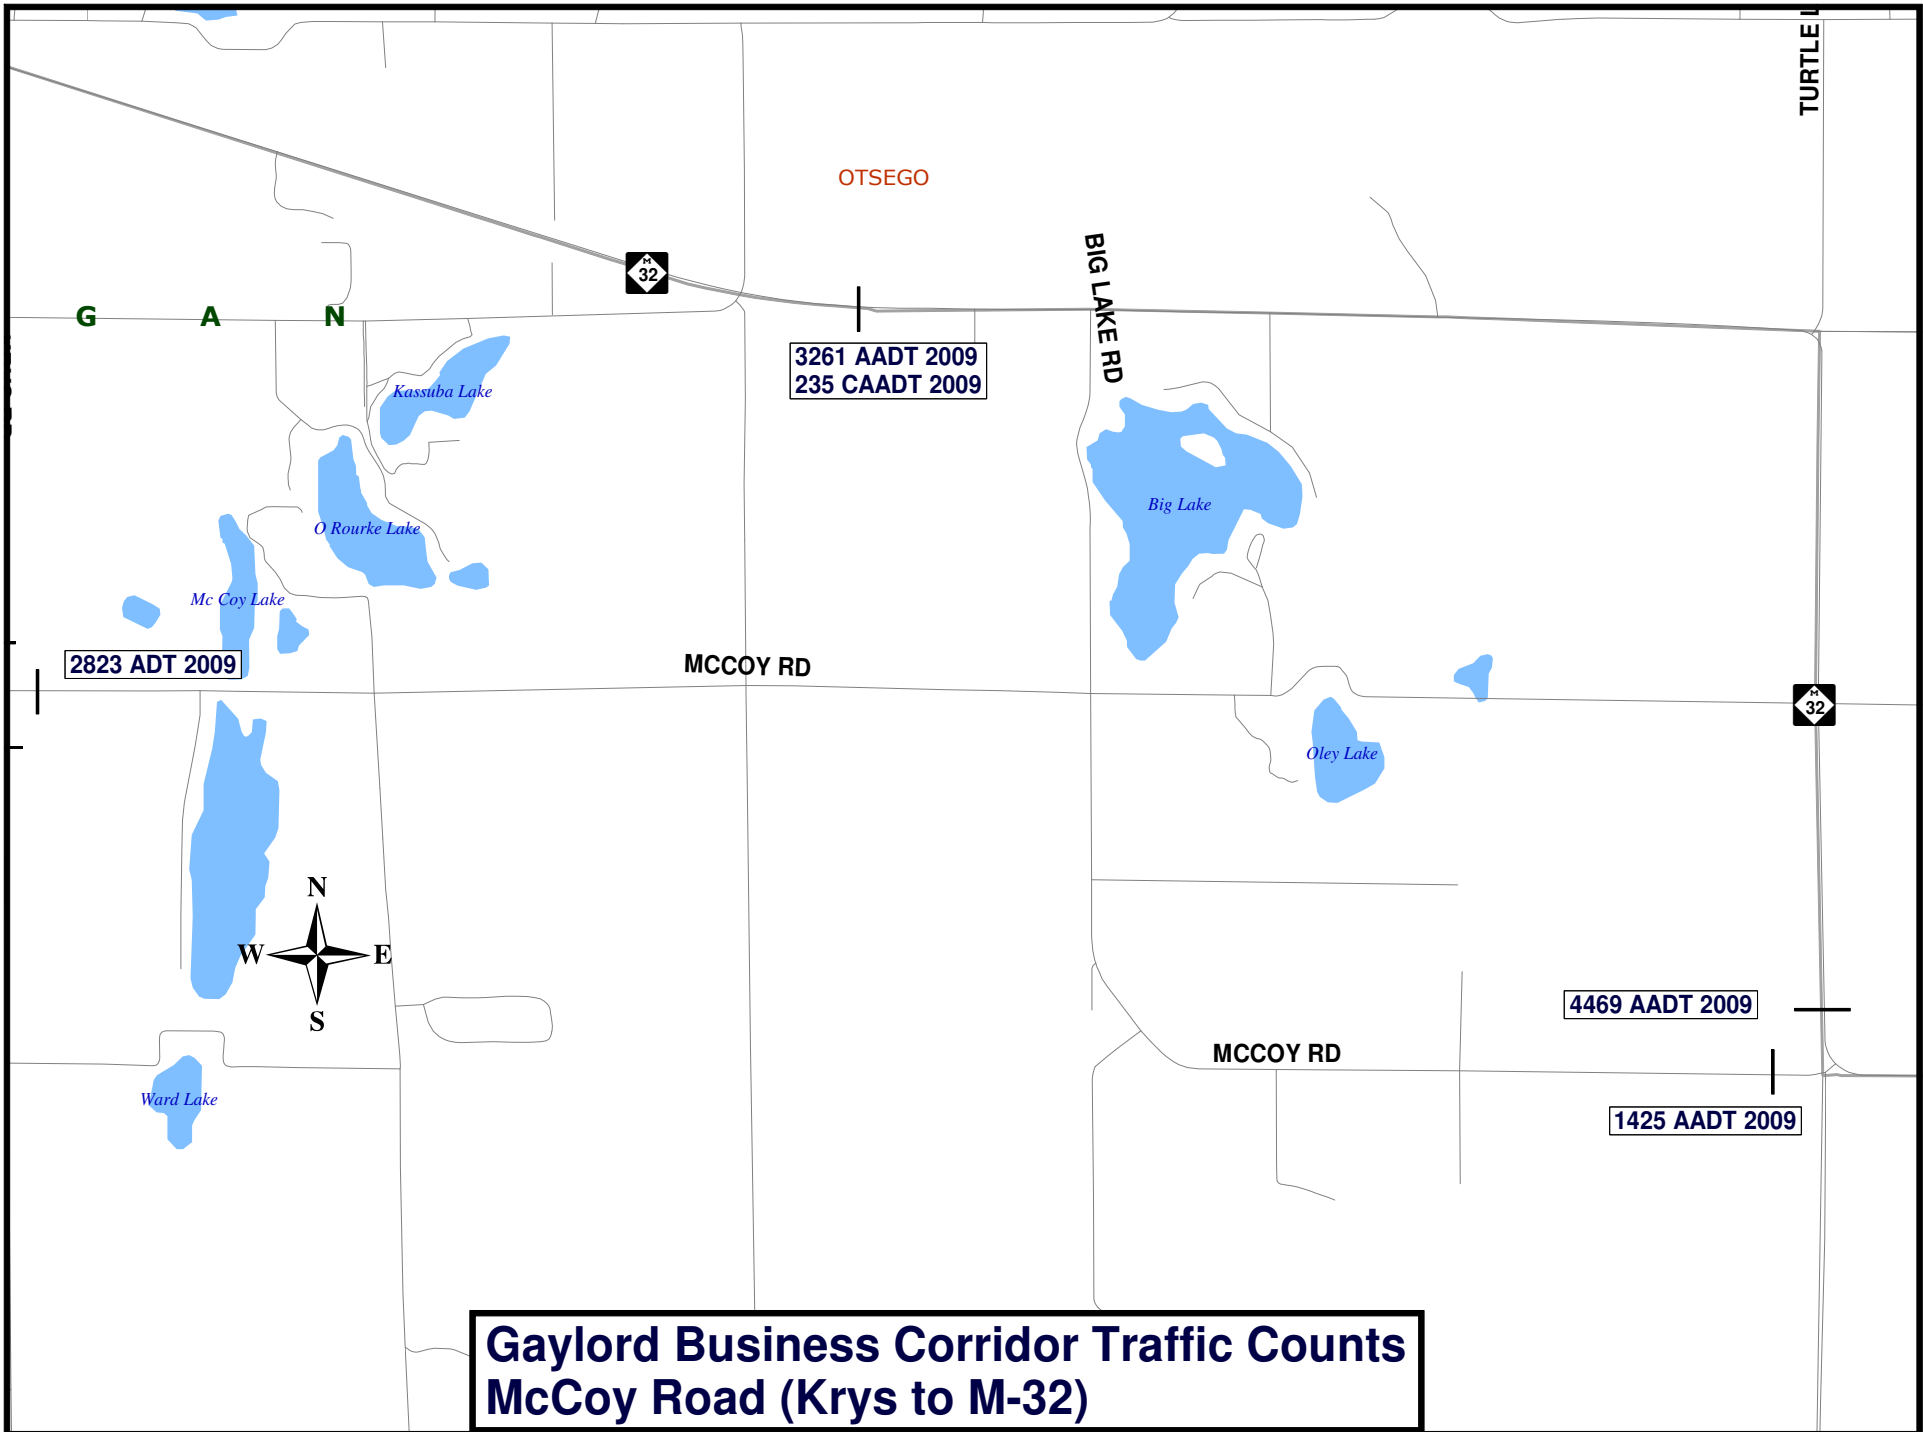 TURTLE L
OTSEGO
M
32
BIG LAKE RD
G A N
3261 AADT 2009
235 CAADT 2009
Kassuba Lake
Big Lake
O Rourke Lake
Mc Coy Lake
2823 ADT 2009
MCCOY RD
M
32
Oley Lake
N
W E
S
4469 AADT 2009
MCCOY RD
Ward Lake
1425 AADT 2009
Gaylord Business Corridor Traffic Counts
McCoy Road (Krys to M-32)